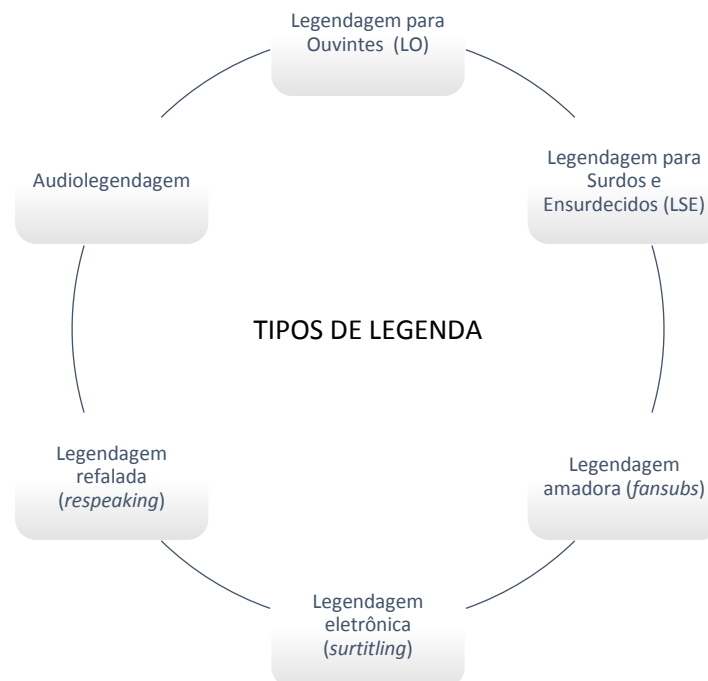 Legendagem para
Ouvintes (LO)
Legendagem para
Surdos e
Ensurdecidos (LSE)
Legendagem
amadora (fansubs)
Legendagem
eletrônica
(surtitling)
Legendagem
refalada
(respeaking)
Audiolegendagem
TIPOS DE LEGENDA